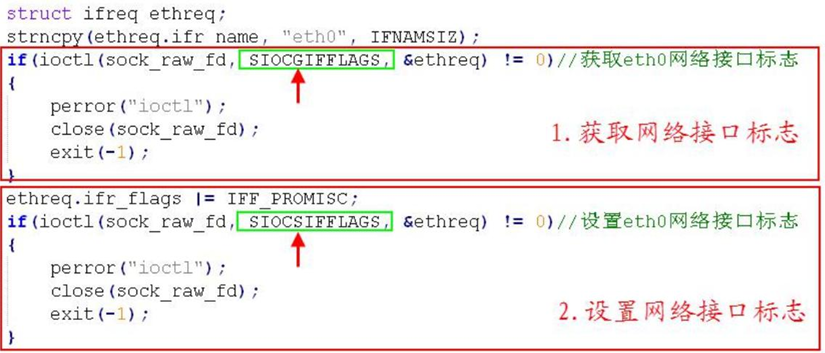 struct ifreq ethreq;
strncpy(ethreq.ifr_name, "eth0", IFNAMSIZ);
if(ioctl(sock_raw_fd, SIOCGIFFLAGS, &ethreq) != 0)//获取eth0网络接口标志
{
perror("ioctl");
close(sock_raw_fd);
exit(-1);
}
1.获取网络接口标志
ethreq.ifr_flags |= IFF_PROMISC;
if(ioctl(sock_raw_fd, SIOCSIFFLAGS, &ethreq) != 0)//设置eth0网络接口标志
{
perror("ioctl");
close(sock_raw_fd);
exit(-1);
}
2.设置网络接口标志